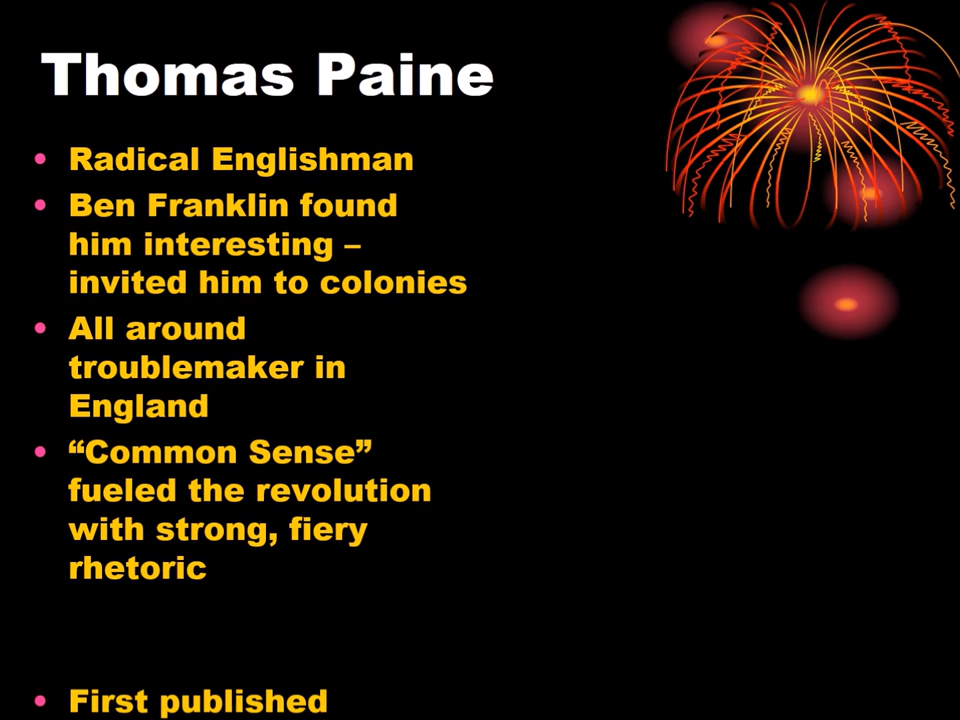 Thomas Paine
• Radical Englishman
• Ben Franklin found
him interesting –
invited him to colonies
• All around
troublemaker in
England
• “Common Sense”
fueled the revolution
with strong, fiery
rhetoric
• First published